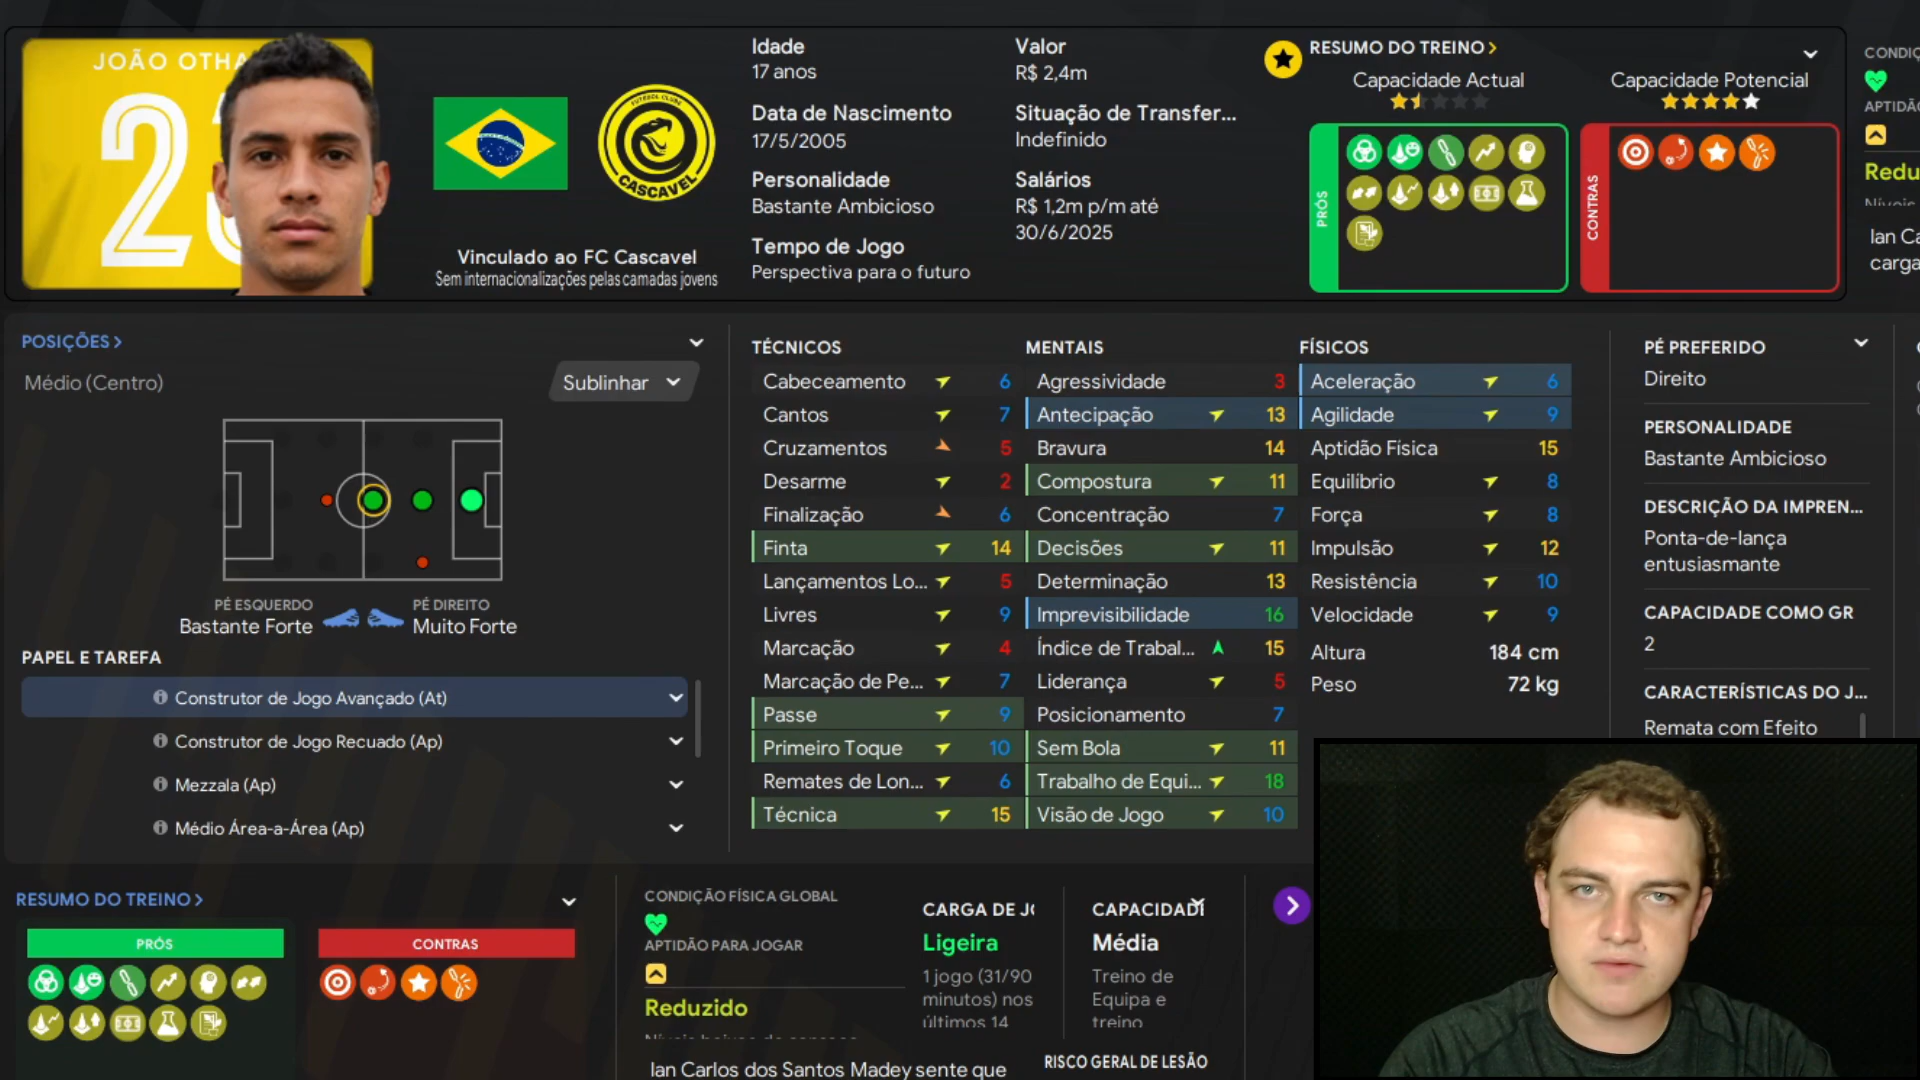 JOÃO OTHA
23
FUTEBOL CLUBE
CASCAVEL
Vinculado ao FC Cascavel
Sem internacionalizações pelas camadas jovens
Idade
17 anos
Data de Nascimento
17/5/2005
Personalidade
Bastante Ambicioso
Tempo de Jogo
Perspectiva para o futuro
Valor
R$ 2,4m
Situação de Transfer...
Indefinido
Salários
R$ 1,2m p/m até
30/6/2025
RESUMO DO TREINO
Capacidade Actual
Capacidade Potencial
PRÓS
CONTRAS
CONDIÇ
APTIDÃO
Redu
Ian Ca
carga
POSIÇÕES
Médio (Centro)
Sublinhar
PÉ ESQUERDO
Bastante Forte
PÉ DIREITO
Muito Forte
PAPEL E TAREFA
Construtor de Jogo Avançado (At)
Construtor de Jogo Recuado (Ap)
Mezzala (Ap)
Médio Área-a-Área (Ap)
TÉCNICOS
Cabeceamento 6
Cantos 7
Cruzamentos 5
Desarme 2
Finalização 6
Finta 14
Lançamentos Lo... 5
Livres 9
Marcação 4
Marcação de Pe... 7
Passe 9
Primeiro Toque 10
Remates de Lon... 6
Técnica 15
MENTAIS
Agressividade 3
Antecipação 13
Bravura 14
Compostura 11
Concentração 7
Decisões 11
Determinação 13
Imprevisibilidade 16
Índice de Trabal... 15
Liderança 5
Posicionamento 7
Sem Bola 11
Trabalho de Equi... 18
Visão de Jogo 10
FÍSICOS
Aceleração 6
Agilidade 9
Aptidão Física 15
Equilíbrio 8
Força 8
Impulsão 12
Resistência 10
Velocidade 9
Altura 184 cm
Peso 72 kg
PÉ PREFERIDO
Direito
PERSONALIDADE
Bastante Ambicioso
DESCRIÇÃO DA IMPREN...
Ponta-de-lança
entusiasmante
CAPACIDADE COMO GR
2
CARACTERÍSTICAS DO J...
Remata com Efeito
RESUMO DO TREINO
PRÓS
CONTRAS
CONDIÇÃO FÍSICA GLOBAL
APTIDÃO PARA JOGAR
Reduzido
Ian Carlos dos Santos Madey sente que
CARGA DE JO
Ligeira
1 jogo (31/90
minutos) nos
últimos 14
CAPACIDADE
Média
Treino de
Equipa e
treino
RISCO GERAL DE LESÃO